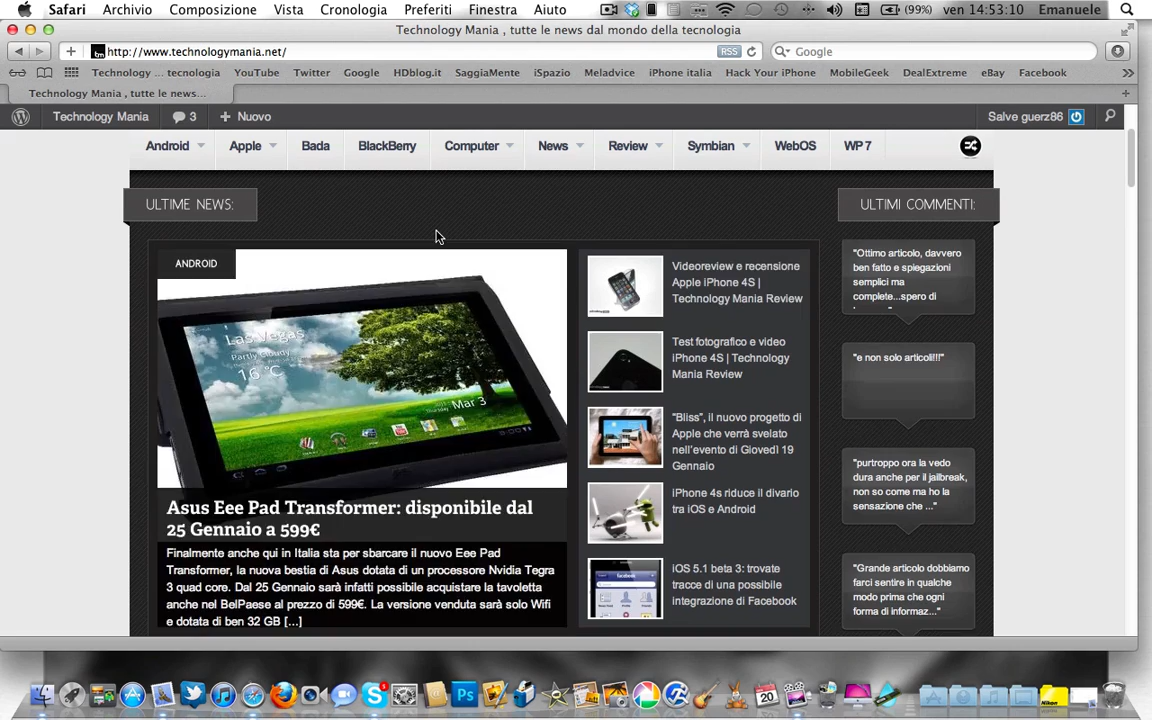 Safari Archivio Composizione Vista Cronologia Preferiti Finestra Aiuto (99%) ven 14:53:10 Emanuele
Technology Mania , tutte le news dal mondo della tecnologia
http://www.technologymania.net/ RSS Google
Technology ... tecnologia YouTube Twitter Google HDblog.it SaggiaMente iSpazio Meladvice iPhone italia Hack Your iPhone MobileGeek DealExtreme eBay Facebook
Technology Mania , tutte le news...
Technology Mania 3 Nuovo Salve guerz86
Android Apple Bada BlackBerry Computer News Review Symbian WebOS WP 7
ULTIME NEWS:
ANDROID
Las Vegas
Partly Cloudy
16 °C
Thursday
Mar 3
Asus Eee Pad Transformer: disponibile dal
25 Gennaio a 599€
Finalmente anche qui in Italia sta per sbarcare il nuovo Eee Pad
Transformer, la nuova bestia di Asus dotata di un processore Nvidia Tegra
3 quad core. Dal 25 Gennaio sarà infatti possibile acquistare la tavoletta
anche nel BelPaese al prezzo di 599€. La versione venduta sarà solo Wifi
e dotata di ben 32 GB [...]
Videoreview e recensione
Apple iPhone 4S |
Technology Mania Review
Test fotografico e video
iPhone 4S | Technology
Mania Review
"Bliss", il nuovo progetto di
Apple che verrà svelato
nell'evento di Giovedì 19
Gennaio
iPhone 4s riduce il divario
tra iOS e Android
facebook
iOS 5.1 beta 3: trovate
tracce di una possibile
integrazione di Facebook
ULTIMI COMMENTI:
"Ottimo articolo, davvero
ben fatto e spiegazioni
semplici ma
complete...spero di
"e non solo articoli!!!"
"purtroppo ora la vedo
dura anche per il jailbreak,
non so come ma ho la
sensazione che ..."
"Grande articolo dobbiamo
farci sentire in qualche
modo prima che ogni
forma di informaz..."
1
Ps
20
Nikon